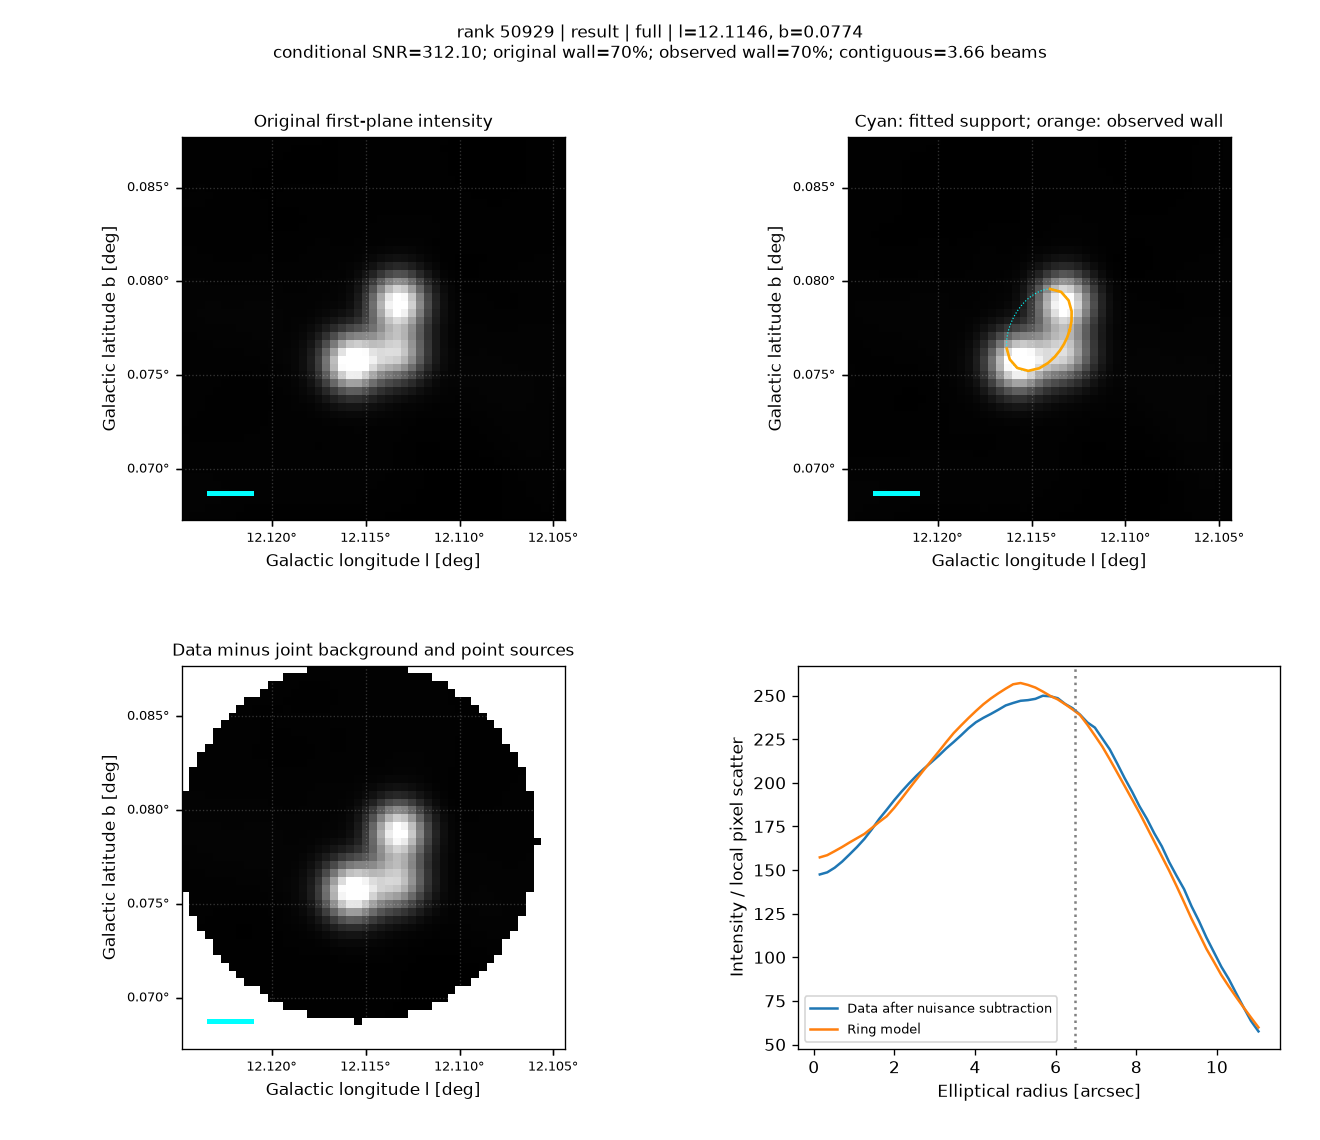 rank 50929 | result | full | l=12.1146, b=0.0774
conditional SNR=312.10; original wall=70%; observed wall=70%; contiguous=3.66 beams
Original first-plane intensity
0.085°
0.080°
0.075°
0.070°
Galactic latitude b [deg]
12.120°
12.115°
12.110°
12.105°
Galactic longitude l [deg]
Cyan: fitted support; orange: observed wall
0.085°
0.080°
0.075°
0.070°
Galactic latitude b [deg]
12.120°
12.115°
12.110°
12.105°
Galactic longitude l [deg]
Data minus joint background and point sources
0.085°
0.080°
0.075°
0.070°
Galactic latitude b [deg]
12.120°
12.115°
12.110°
12.105°
Galactic longitude l [deg]
250
225
200
175
150
125
100
75
50
Intensity / local pixel scatter
Data after nuisance subtraction
Ring model
0
2
4
6
8
10
Elliptical radius [arcsec]